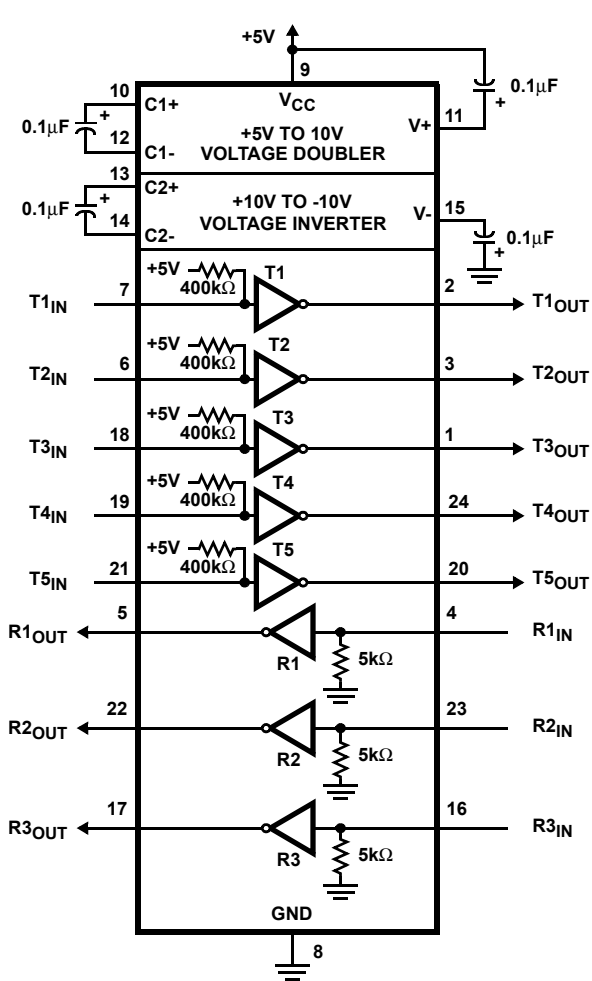 +5V
9
0.1μF
+
10
C1+
VCC
11
V+
0.1μF
+
12
C1-
+5V TO 10V
VOLTAGE DOUBLER
13
C2+
+10V TO -10V
VOLTAGE INVERTER
15
V-
0.1μF
+
14
C2-
0.1μF
+
+5V
400kΩ
T1
T1IN
7
2
T1OUT
+5V
400kΩ
T2
T2IN
6
3
T2OUT
+5V
400kΩ
T3
T3IN
18
1
T3OUT
+5V
400kΩ
T4
T4IN
19
24
T4OUT
+5V
400kΩ
T5
T5IN
21
20
T5OUT
R1OUT
5
4
R1IN
R1
5kΩ
R2OUT
22
23
R2IN
R2
5kΩ
R3OUT
17
16
R3IN
R3
5kΩ
GND
8